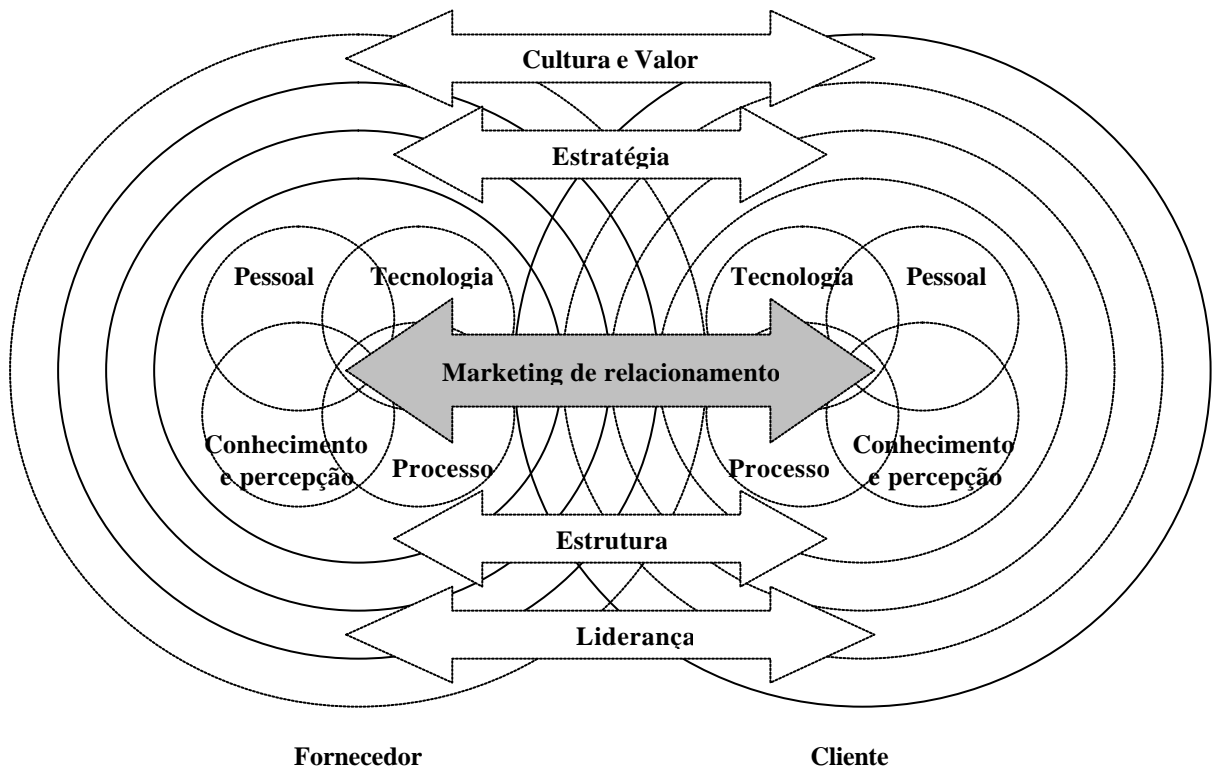 Cultura e Valor
Estratégia
Pessoal
Tecnologia
Tecnologia
Pessoal
Marketing de relacionamento
Conhecimento
e percepção
Processo
Processo
Conhecimento
e percepção
Estrutura
Liderança
Fornecedor
Cliente